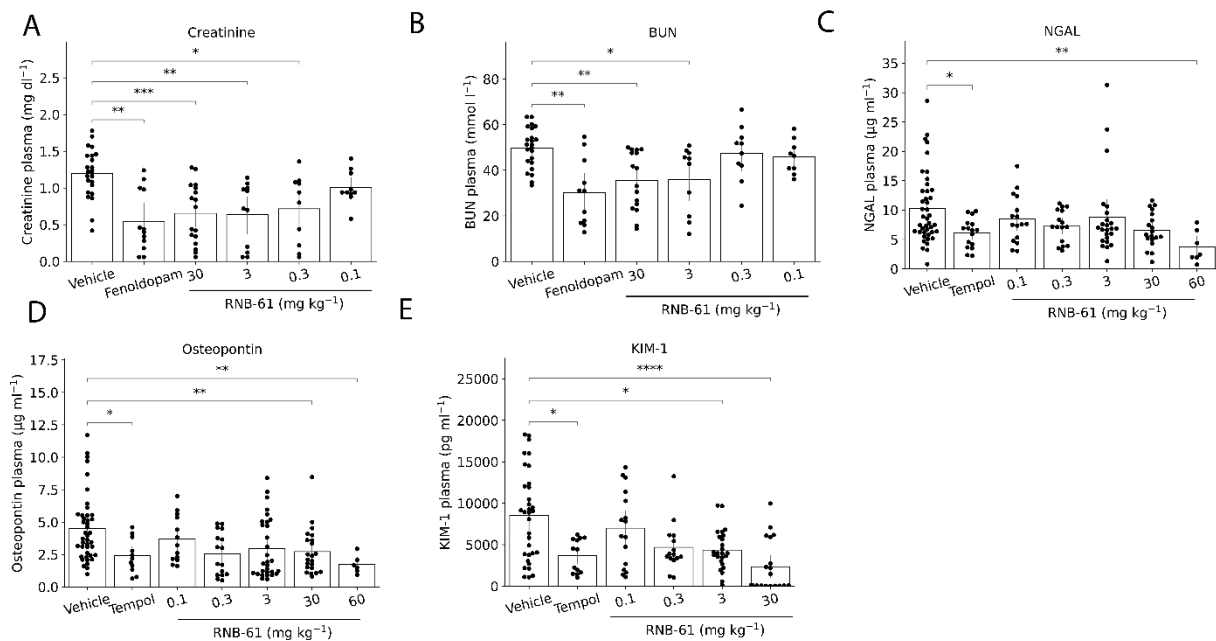 A
Creatinine
Creatinine plasma (mg dl⁻¹)
2.5
2.0
1.5
1.0
0.5
0.0
*
**
***
**
Vehicle
Fenoldopam
30
3
0.3
0.1
RNB-61 (mg kg⁻¹)
B
BUN
BUN plasma (mmol l⁻¹)
80
60
40
20
0
*
**
**
Vehicle
Fenoldopam
30
3
0.3
0.1
RNB-61 (mg kg⁻¹)
C
NGAL
NGAL plasma (µg ml⁻¹)
35
30
25
20
15
10
5
0
**
*
Vehicle
Tempol
0.1
0.3
3
30
60
RNB-61 (mg kg⁻¹)
D
Osteopontin
Osteopontin plasma (µg ml⁻¹)
17.5
15.0
12.5
10.0
7.5
5.0
2.5
0.0
**
**
*
Vehicle
Tempol
0.1
0.3
3
30
60
RNB-61 (mg kg⁻¹)
E
KIM-1
KIM-1 plasma (pg ml⁻¹)
25000
20000
15000
10000
5000
0
****
*
*
Vehicle
Tempol
0.1
0.3
3
30
RNB-61 (mg kg⁻¹)